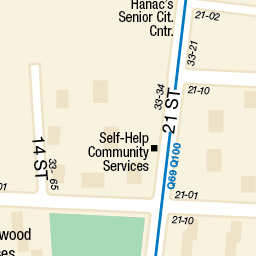 Hanac's
Senior Cit.
Cntr.
21-02
33-21
33-34
21 ST
21-10
14 ST
33- 65
Self-Help
Community
Services
Q69 Q100
21-01
21-10
wood
es